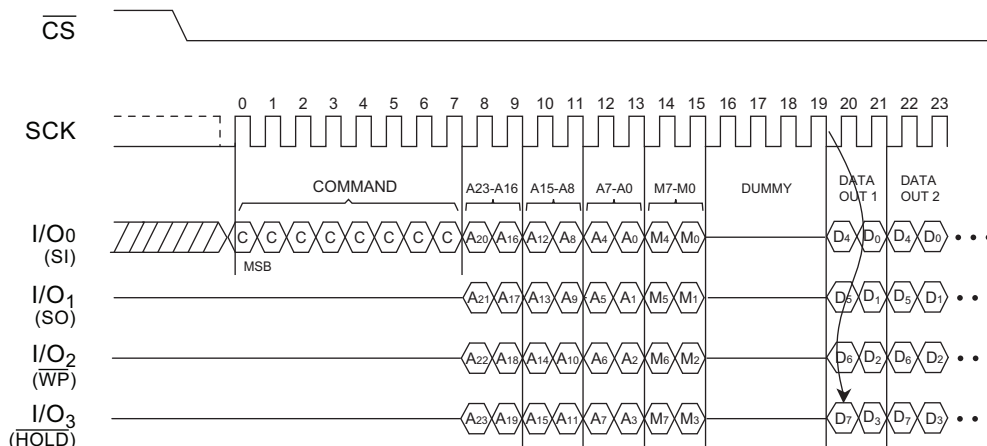 CS
0 1 2 3 4 5 6 7 8 9 10 11 12 13 14 15 16 17 18 19 20 21 22 23
SCK
COMMAND A23-A16 A15-A8 A7-A0 M7-M0 DUMMY DATA OUT 1 DATA OUT 2
I/O0 C C C C C C C C A20 A16 A12 A8 A4 A0 M4 M0 D4 D0 D4 D0 • • •
(SI)
MSB
I/O1 A21 A17 A13 A9 A5 A1 M5 M1 D5 D1 D5 D1 • •
(SO)
I/O2 A22 A18 A14 A10 A6 A2 M6 M2 D6 D2 D6 D2 • •
(WP)
I/O3 A23 A19 A15 A11 A7 A3 M7 M3 D7 D3 D7 D3 • •
(HOLD)